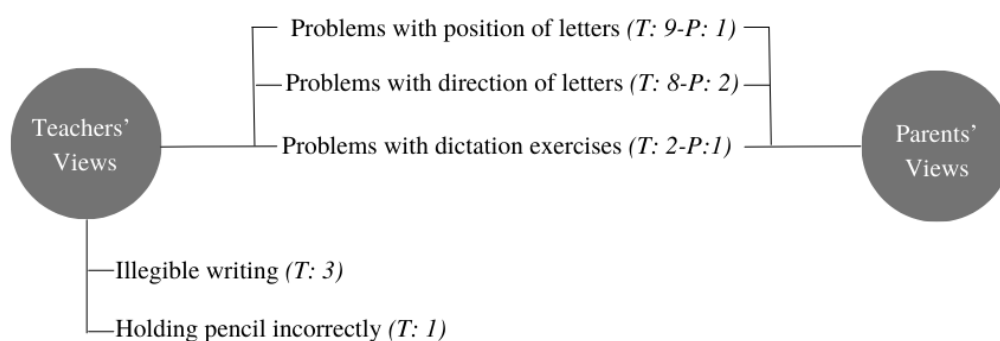 Problems with position of letters (T: 9-P: 1)
Problems with direction of letters (T: 8-P: 2)
Teachers'
Views
Problems with dictation exercises (T: 2-P:1)
Parents'
Views
Illegible writing (T: 3)
Holding pencil incorrectly (T: 1)